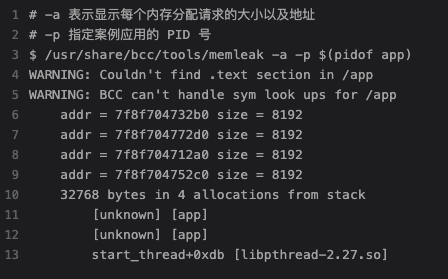 1 # -a 表示显示每个内存分配请求的大小以及地址
2 # -p 指定案例应用的 PID 号
3 $ /usr/share/bcc/tools/memleak -a -p $(pidof app)
4 WARNING: Couldn't find .text section in /app
5 WARNING: BCC can't handle sym look ups for /app
6     addr = 7f8f704732b0 size = 8192
7     addr = 7f8f704772d0 size = 8192
8     addr = 7f8f704712a0 size = 8192
9     addr = 7f8f704752c0 size = 8192
10     32768 bytes in 4 allocations from stack
11         [unknown] [app]
12         [unknown] [app]
13         start_thread+0xdb [libpthread-2.27.so]